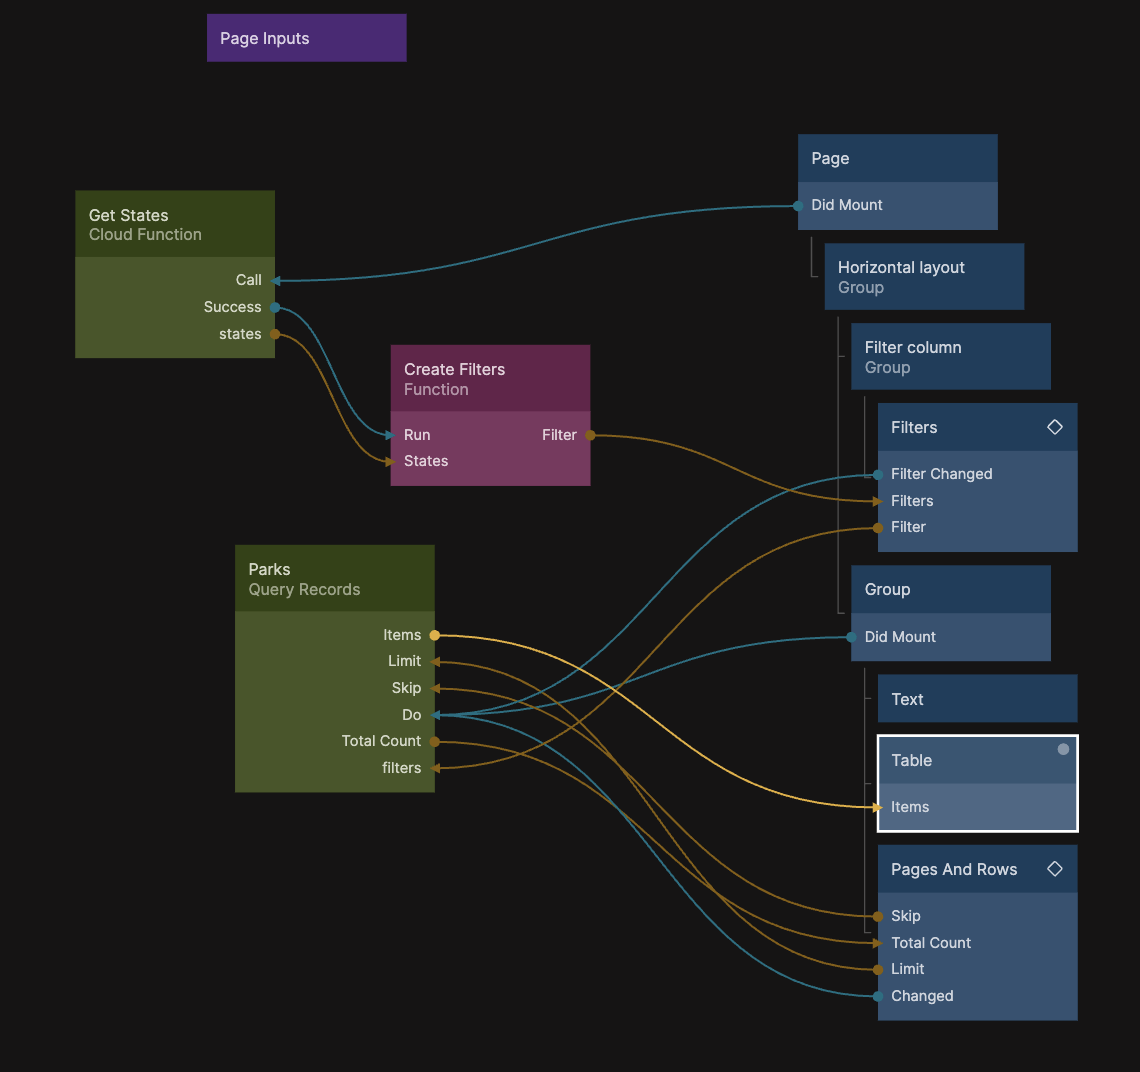 Page Inputs
Get States
Cloud Function
Call
Success
states
Create Filters
Function
Run
Filter
States
Parks
Query Records
Items
Limit
Skip
Do
Total Count
filters
Page
Did Mount
Horizontal layout
Group
Filter column
Group
Filters
Filter Changed
Filters
Filter
Group
Did Mount
Text
Table
Items
Pages And Rows
Skip
Total Count
Limit
Changed